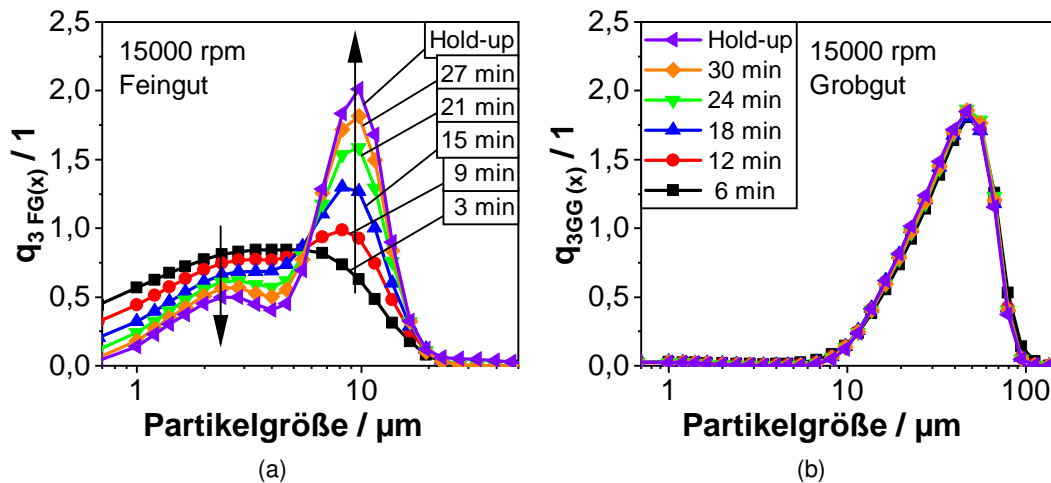 2,5
2,0
1,5
1,0
0,5
0,0
q3 FG(x) / 1
15000 rpm
Feingut
Hold-up
27 min
21 min
15 min
9 min
3 min
1
10
Partikelgröße / µm
(a)
2,5
2,0
1,5
1,0
0,5
0,0
q3GG (x) / 1
Hold-up
30 min
24 min
18 min
12 min
6 min
15000 rpm
Grobgut
1
10
100
Partikelgröße / µm
(b)